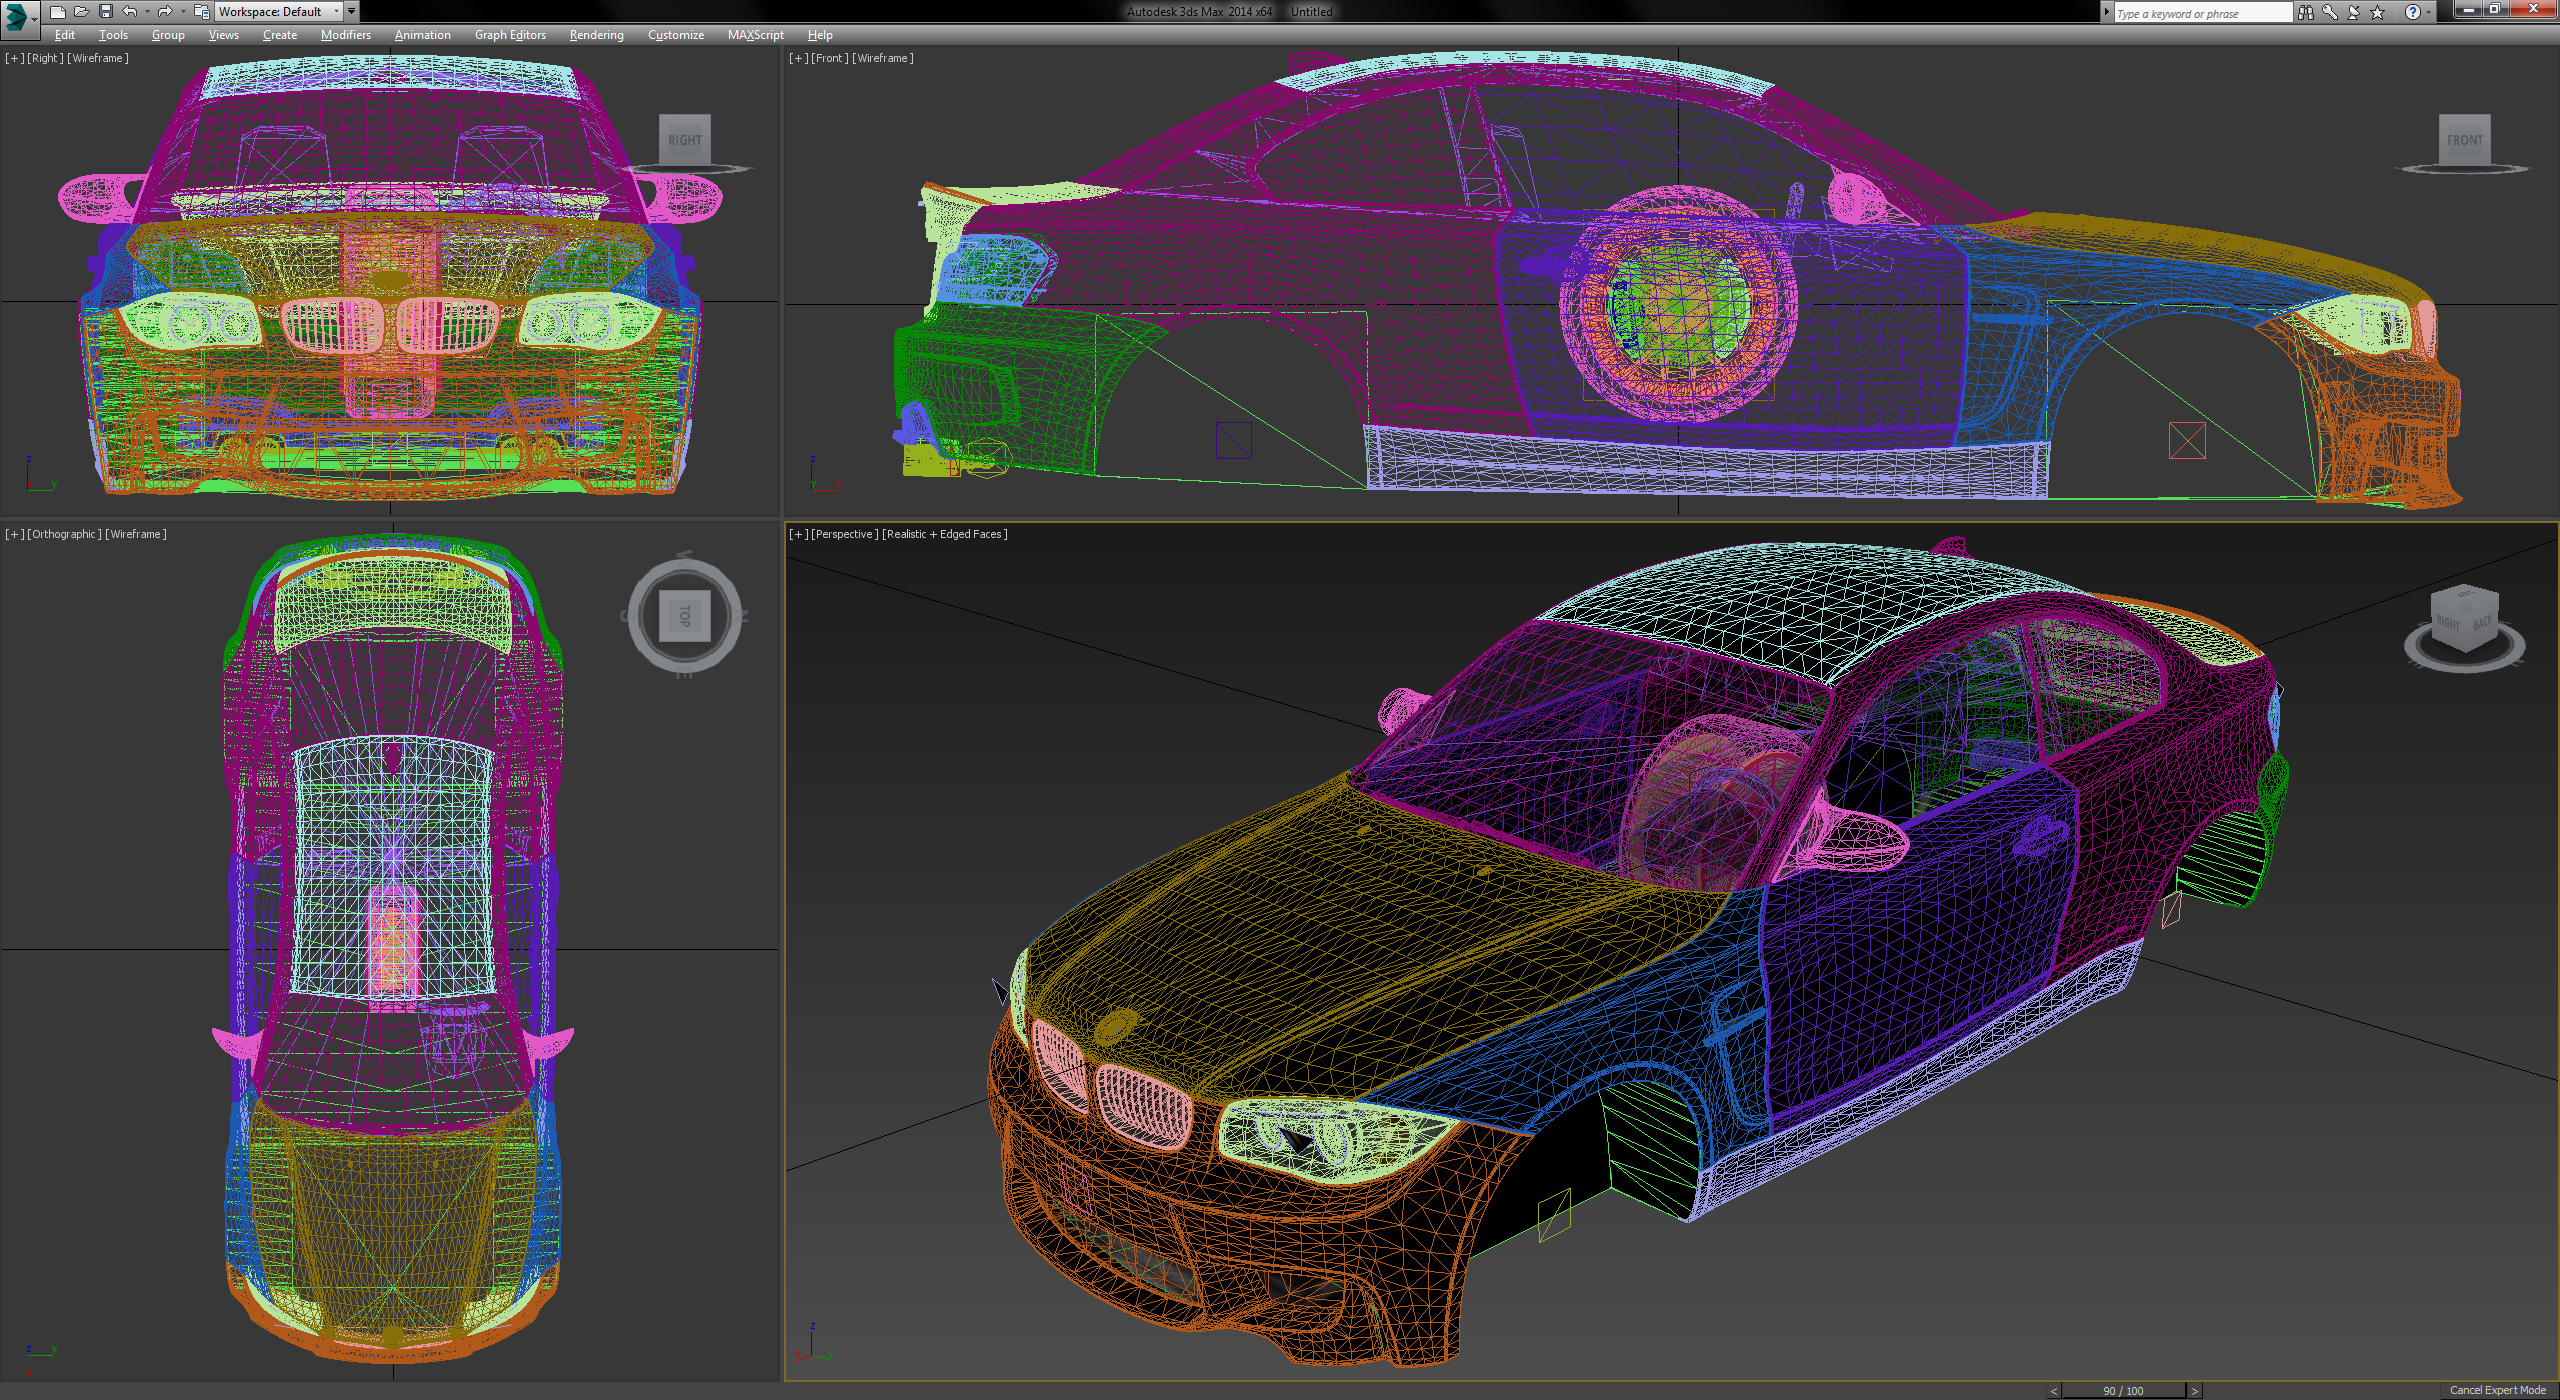 Workspace: Default
Autodesk 3ds Max 2014 x64 Untitled
Type a keyword or phrase
Edit Tools Group Views Create Modifiers Animation Graph Editors Rendering Customize MAXScript Help
[+] [Right] [Wireframe]
RIGHT
z
y
[+] [Front] [Wireframe]
FRONT
z
[+] [Orthographic] [Wireframe]
TOP
N
E
S
W
z
y
[+] [Perspective] [Realistic + Edged Faces]
RIGHT BACK
z
x y
< 90 / 100 >
Cancel Expert Mode